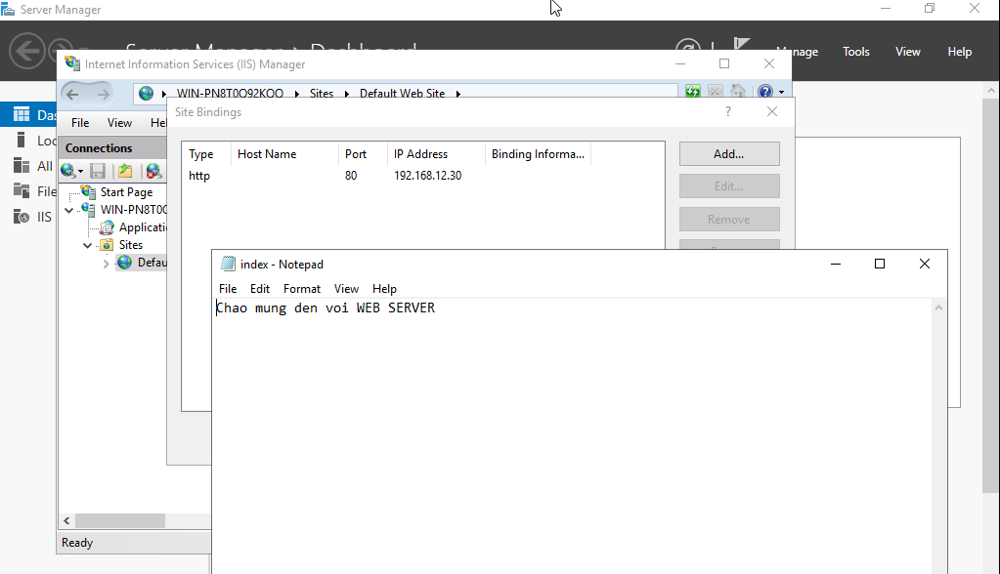 Server Manager
Server Manager › Dashboard
Manage Tools View Help
Internet Information Services (IIS) Manager
WIN-PN8T0Q92KQO Sites Default Web Site
File View Hel
Site Bindings
?
Connections
Type Host Name Port IP Address Binding Informa...
http 80 192.168.12.30
Add...
Edit...
Remove
Das
Loc
All
File
IIS
Start Page
WIN-PN8T0Q
Applicati
Sites
Defau
index - Notepad
File Edit Format View Help
Chao mung den voi WEB SERVER
Ready